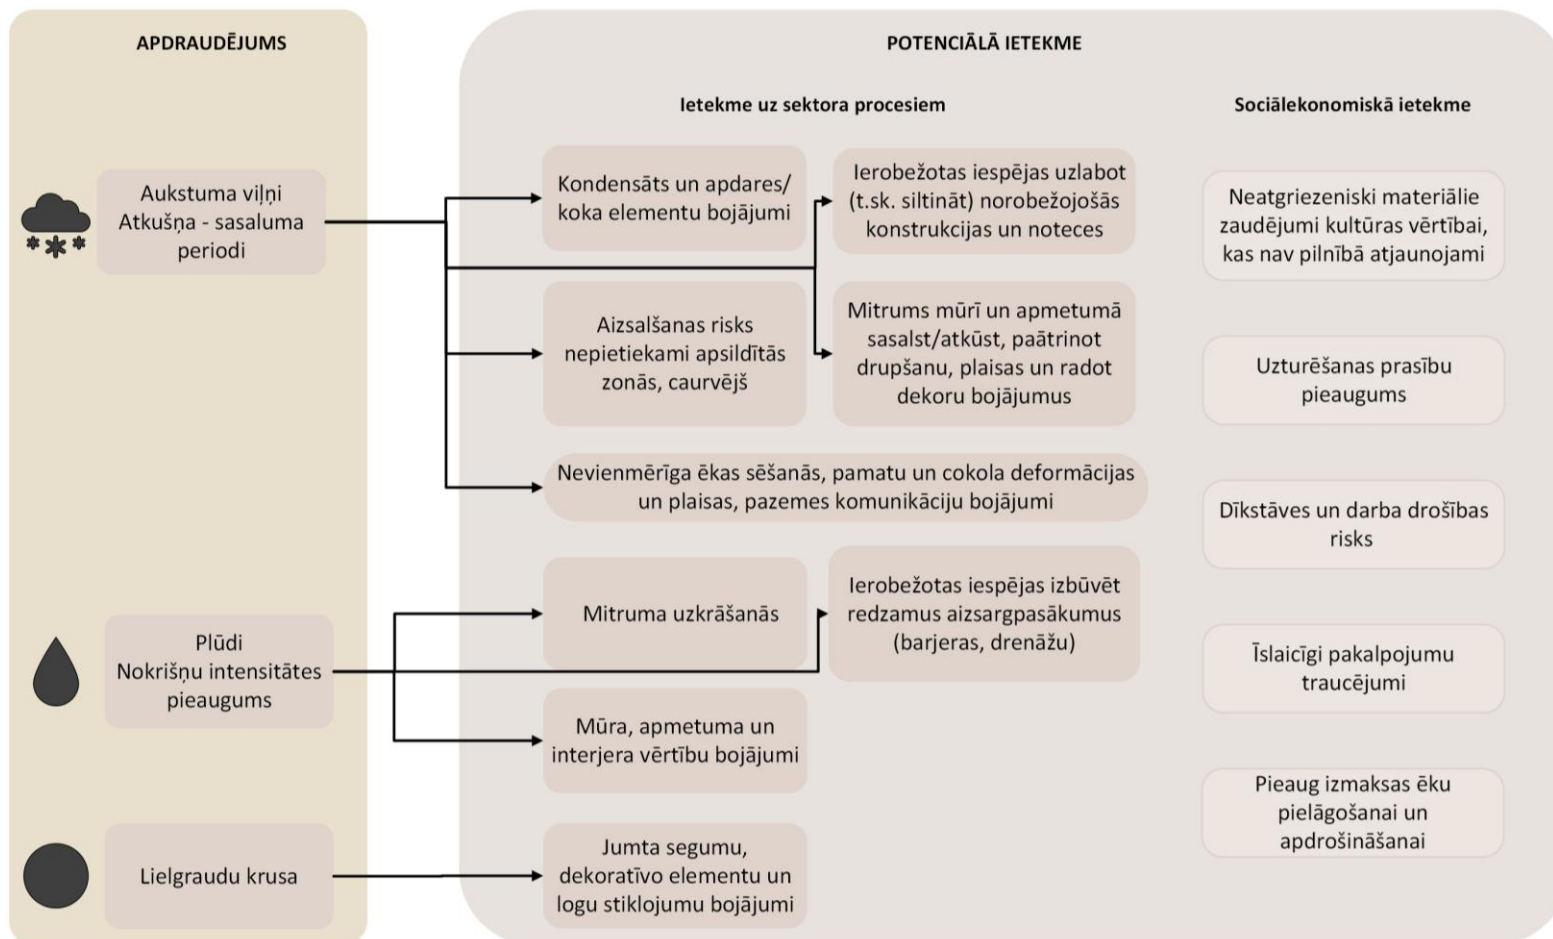 APDRAUDĒJUMS
POTENCIĀLĀ IETEKME
Ietekme uz sektora procesiem
Sociālekonomiskā ietekme
Aukstuma viļņi
Atkušņa - sasaluma
periodi
Kondensāts un apdares/
koka elementu bojājumi
Ierobežotas iespējas uzlabot
(t.sk. siltināt) norobežojošās
konstrukcijas un noteces
Aizsalšanas risks
nepietiekami apsildītās
zonās, caurvējš
Mitrums mūrī un apmetumā
sasalst/atkūst, paātrinot
drupšanu, plaisas un radot
dekoru bojājumus
Nevienmērīga ēkas sēšanās, pamatu un cokola deformācijas
un plaisas, pazemes komunikāciju bojājumi
Plūdi
Nokrišņu intensitātes
pieaugums
Mitruma uzkrāšanās
Ierobežotas iespējas izbūvēt
redzamus aizsargpasākumus
(barjeras, drenāžu)
Mūra, apmetuma un
interjera vērtību bojājumi
Lielgraudu krusa
Jumta segumu,
dekoratīvo elementu un
logu stiklojumu bojājumi
Neatgriezeniski materiālie
zaudējumi kultūras vērtībai,
kas nav pilnībā atjaunojami
Uzturēšanas prasību
pieaugums
Dīkstāves un darba drošības
risks
Īslaicīgi pakalpojumu
traucējumi
Pieaug izmaksas ēku
pielāgošanai un
apdrošināšanai